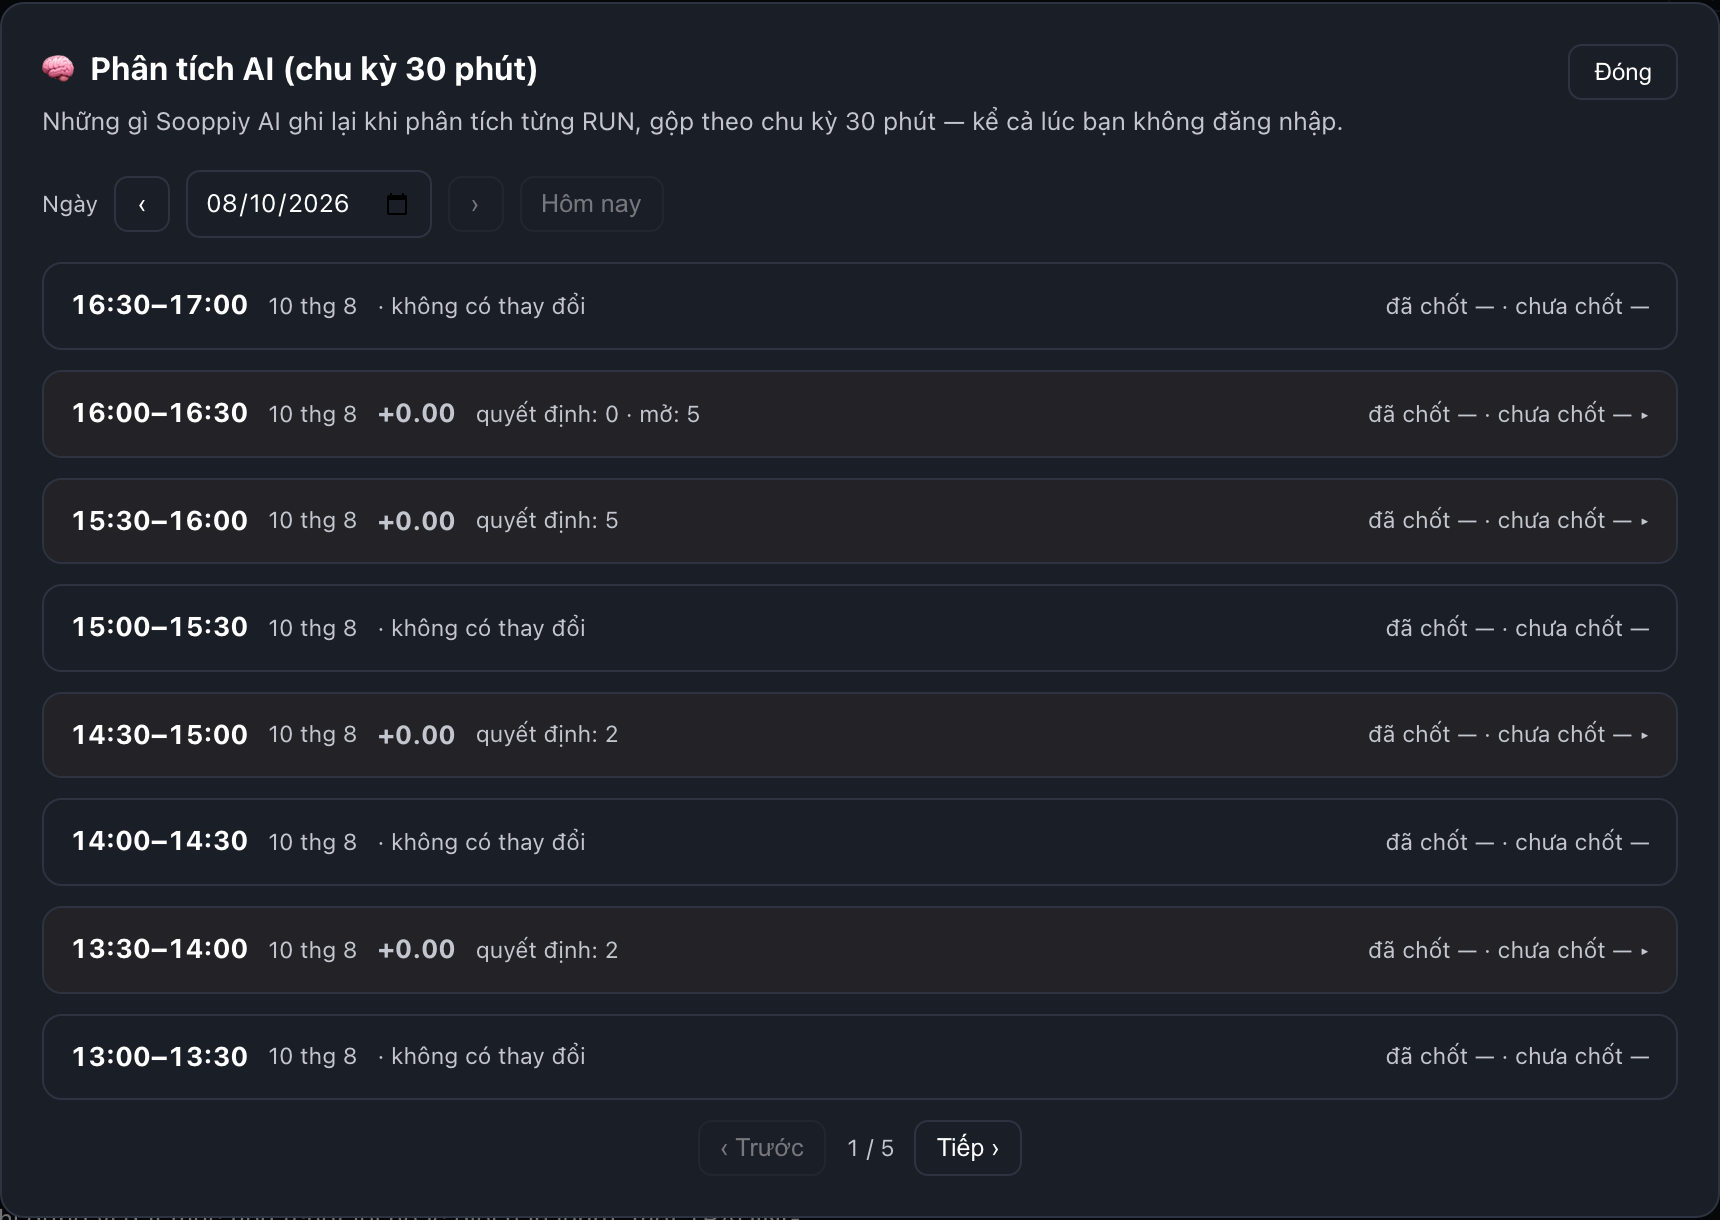 🧠 Phân tích AI (chu kỳ 30 phút)
Đóng
Những gì Sooppiy AI ghi lại khi phân tích từng RUN, gộp theo chu kỳ 30 phút — kể cả lúc bạn không đăng nhập.
Ngày ‹ 08/10/2026 › Hôm nay
16:30–17:00 10 thg 8 · không có thay đổi đã chốt — · chưa chốt —
16:00–16:30 10 thg 8 +0.00 quyết định: 0 · mở: 5 đã chốt — · chưa chốt — ▸
15:30–16:00 10 thg 8 +0.00 quyết định: 5 đã chốt — · chưa chốt — ▸
15:00–15:30 10 thg 8 · không có thay đổi đã chốt — · chưa chốt —
14:30–15:00 10 thg 8 +0.00 quyết định: 2 đã chốt — · chưa chốt — ▸
14:00–14:30 10 thg 8 · không có thay đổi đã chốt — · chưa chốt —
13:30–14:00 10 thg 8 +0.00 quyết định: 2 đã chốt — · chưa chốt — ▸
13:00–13:30 10 thg 8 · không có thay đổi đã chốt — · chưa chốt —
‹ Trước 1 / 5 Tiếp ›